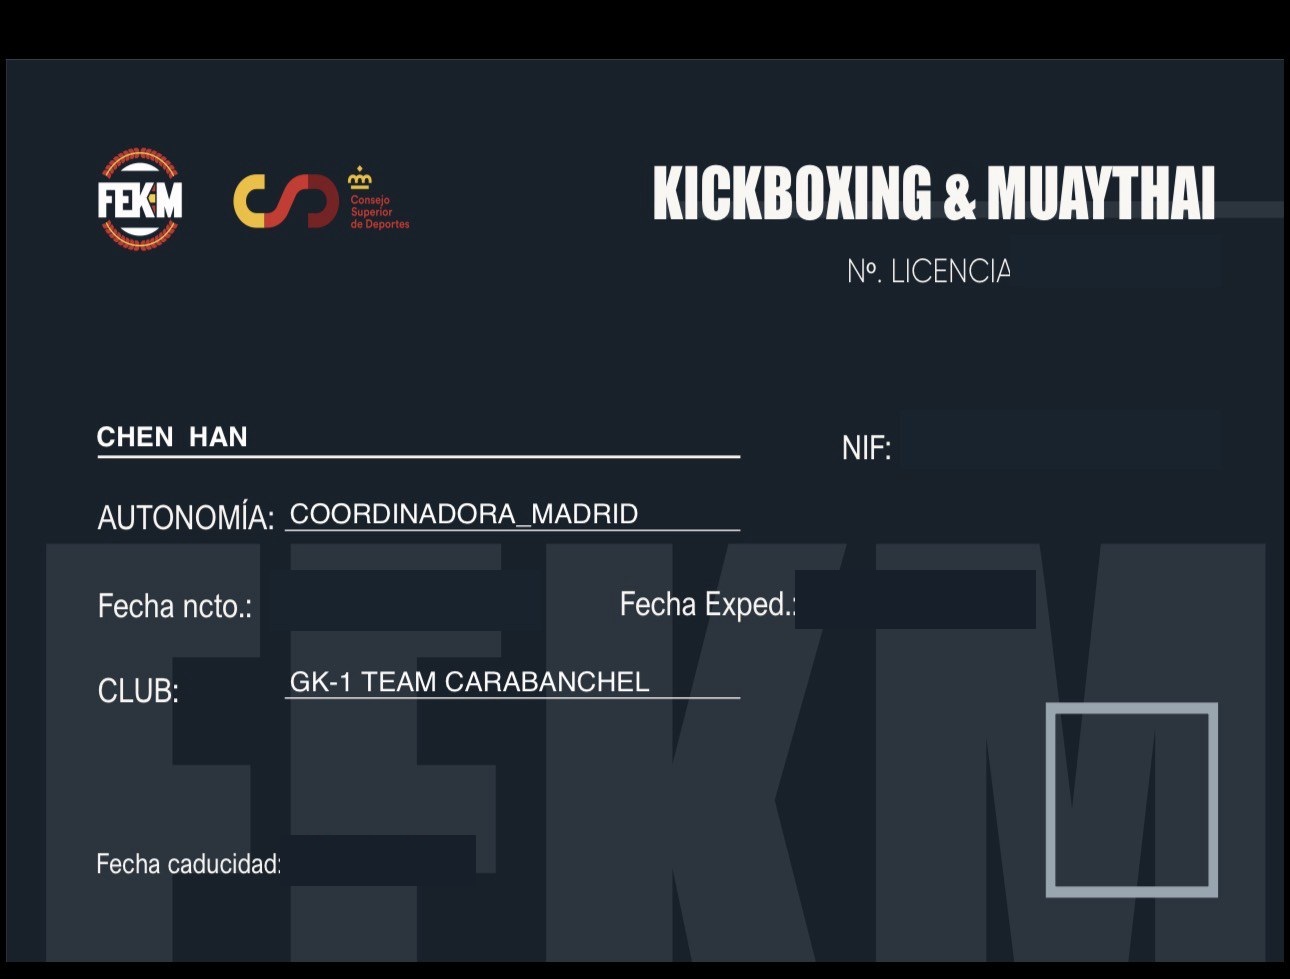 FEKM
Consejo
Superior
de Deportes
KICKBOXING & MUAYTHAI
Nº. LICENCIA
CHEN HAN
NIF:
AUTONOMÍA: COORDINADORA_MADRID
Fecha ncto.:
Fecha Exped.:
CLUB: GK-1 TEAM CARABANCHEL
Fecha caducidad:
FEKM